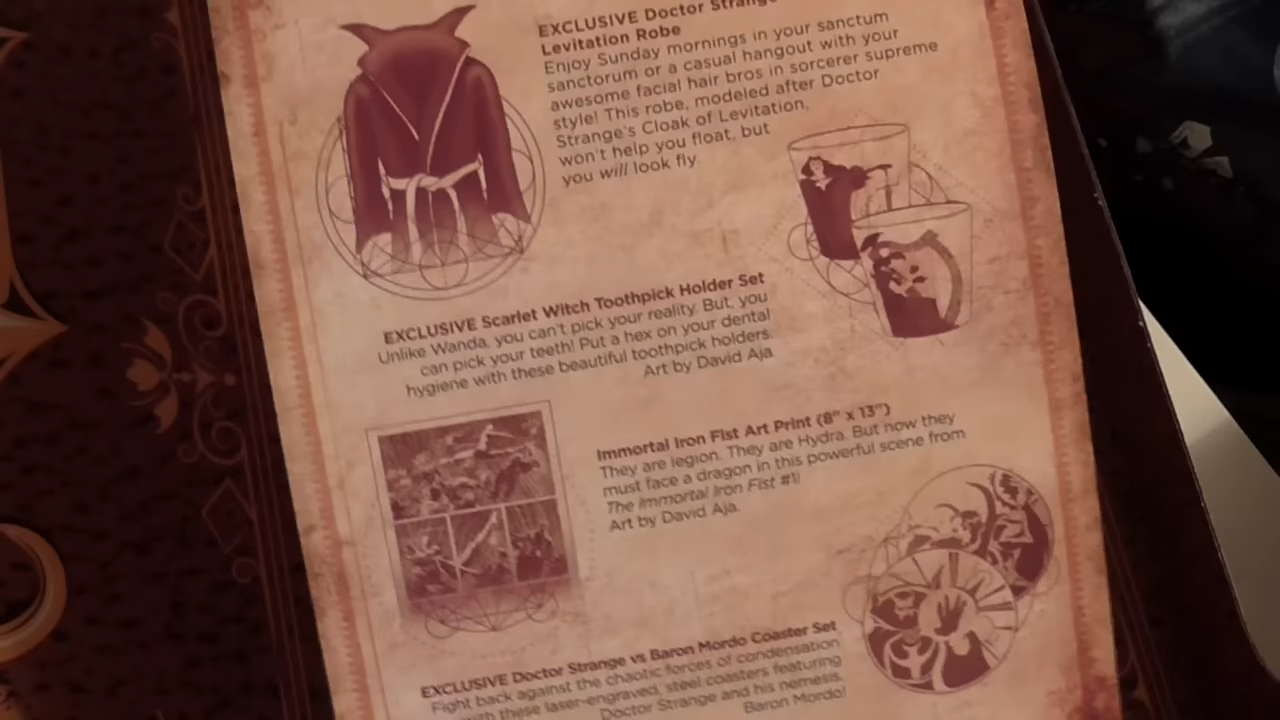 EXCLUSIVE Doctor Strange
Levitation Robe
Enjoy Sunday mornings in your sanctum
sanctorum or a casual hangout with your
awesome facial hair bros in sorcerer supreme
style! This robe, modeled after Doctor
Strange's Cloak of Levitation,
won't help you float, but
you will look fly.
EXCLUSIVE Scarlet Witch Toothpick Holder Set
Unlike Wanda, you can't pick your reality. But, you
can pick your teeth! Put a hex on your dental
hygiene with these beautiful toothpick holders.
Art by David Aja
Immortal Iron Fist Art Print (8" x 13")
They are legion. They are Hydra. But now they
must face a dragon in this powerful scene from
The Immortal Iron Fist #1!
Art by David Aja.
EXCLUSIVE Doctor Strange vs Baron Mordo Coaster Set
Fight back against the chaotic forces of condensation
with these laser-engraved, steel coasters featuring
Doctor Strange and his nemesis,
Baron Mordo!